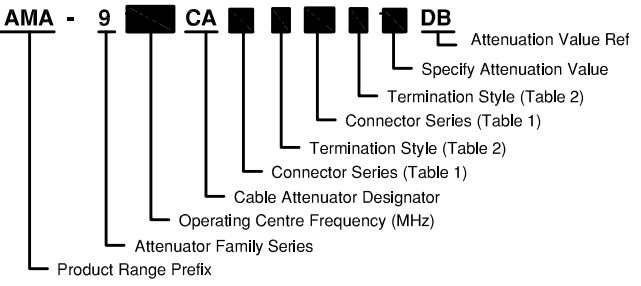 AMA - 9 CA DB
Attenuation Value Ref
Specify Attenuation Value
Termination Style (Table 2)
Connector Series (Table 1)
Termination Style (Table 2)
Connector Series (Table 1)
Cable Attenuator Designator
Operating Centre Frequency (MHz)
Attenuator Family Series
Product Range Prefix